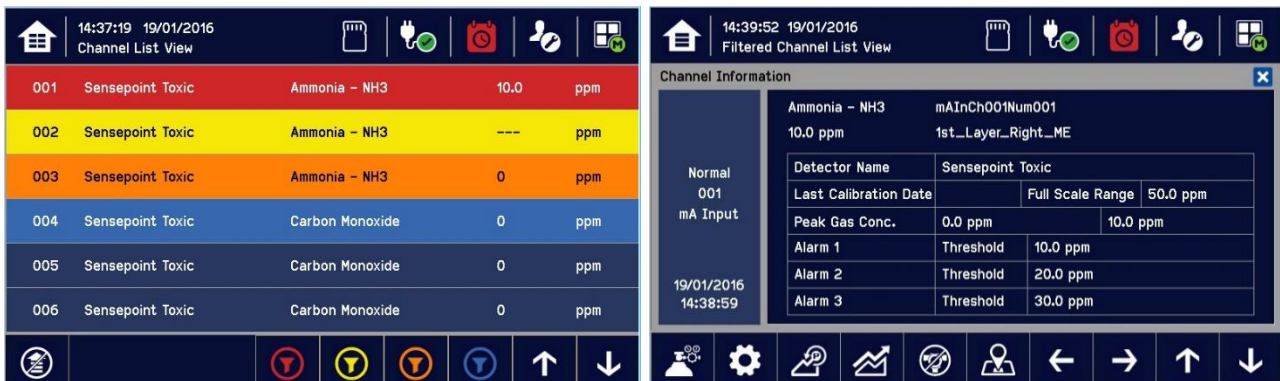 14:37:19 19/01/2016
Channel List View
M
001 Sensepoint Toxic Ammonia - NH3 10.0 ppm
002 Sensepoint Toxic Ammonia - NH3 --- ppm
003 Sensepoint Toxic Ammonia - NH3 0 ppm
004 Sensepoint Toxic Carbon Monoxide 0 ppm
005 Sensepoint Toxic Carbon Monoxide 0 ppm
006 Sensepoint Toxic Carbon Monoxide 0 ppm
14:39:52 19/01/2016
Filtered Channel List View
M
Channel Information
Normal
001
mA Input
19/01/2016
14:38:59
Ammonia - NH3 mAInCh001Num001
10.0 ppm 1st_Layer_Right_ME
Detector Name Sensepoint Toxic
Last Calibration Date Full Scale Range 50.0 ppm
Peak Gas Conc. 0.0 ppm 10.0 ppm
Alarm 1 Threshold 10.0 ppm
Alarm 2 Threshold 20.0 ppm
Alarm 3 Threshold 30.0 ppm